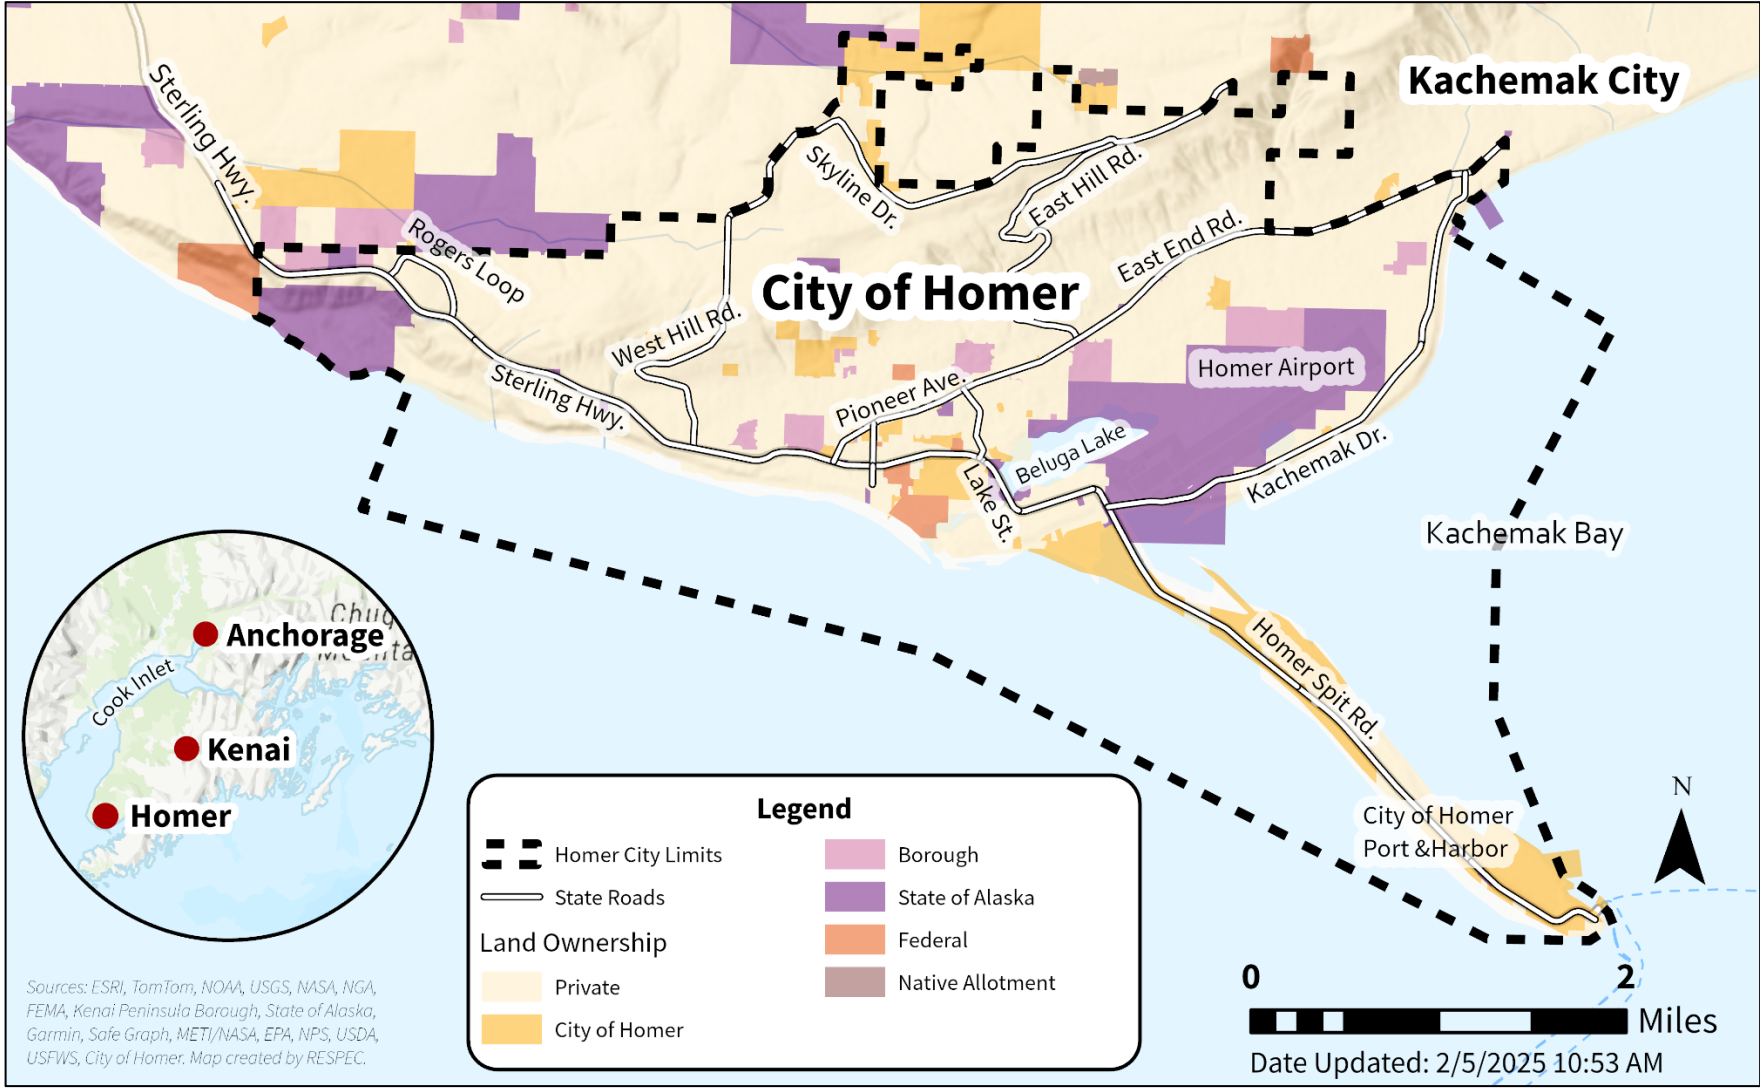 Kachemak City
Sterling Hwy.
Skyline Dr.
East Hill Rd.
Rogers Loop
East End Rd.
City of Homer
West Hill Rd.
Homer Airport
Sterling Hwy.
Pioneer Ave.
Beluga Lake
Kachemak Dr.
Lake St.
Kachemak Bay
Homer Spit Rd.
City of Homer
Port &Harbor
Anchorage
Cook Inlet
Kenai
Homer
Legend
Homer City Limits
State Roads
Land Ownership
Private
City of Homer
Borough
State of Alaska
Federal
Native Allotment
N
0 2
Miles
Date Updated: 2/5/2025 10:53 AM
Sources: ESRI, TomTom, NOAA, USGS, NASA, NGA,
FEMA, Kenai Peninsula Borough, State of Alaska,
Garmin, Safe Graph, METI/NASA, EPA, NPS, USDA,
USFWS, City of Homer. Map created by RESPEC.